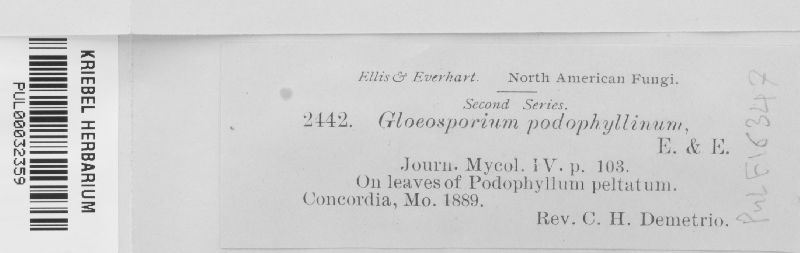 KRIEBEL HERBARIUM
PUL00032359
Ellis & Everhart. North American Fungi.
Second Series.
2442. Gloeosporium podophyllinum,
E. & E.
Journ. Mycol. IV. p. 103.
On leaves of Podophyllum peltatum.
Concordia, Mo. 1889.
Rev. C. H. Demetrio.
PUL F16347